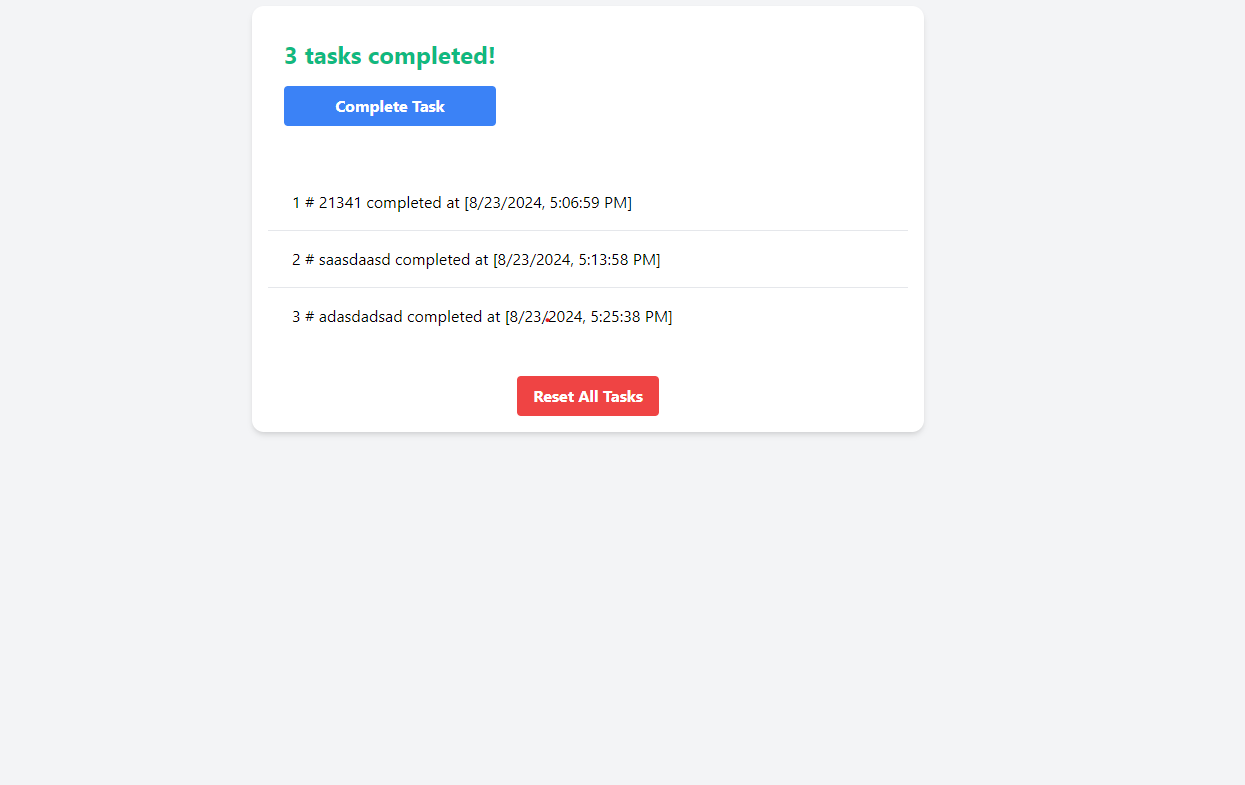 3 tasks completed!
Complete Task
1 # 21341 completed at [8/23/2024, 5:06:59 PM]
2 # saasdaasd completed at [8/23/2024, 5:13:58 PM]
3 # adasdadsad completed at [8/23/2024, 5:25:38 PM]
Reset All Tasks